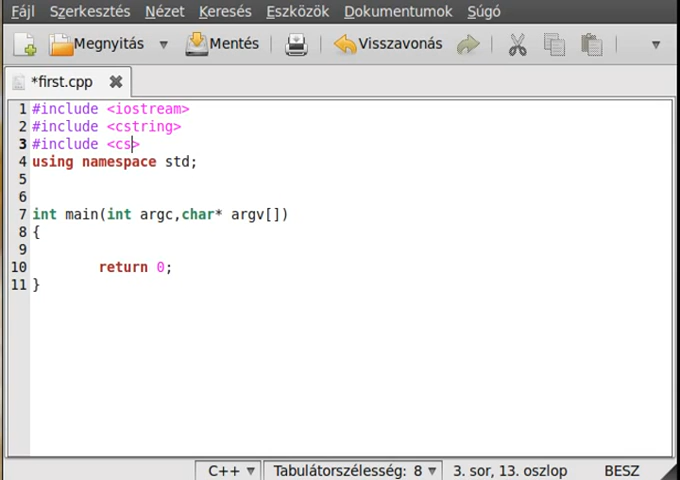 Fájl Szerkesztés Nézet Keresés Eszközök Dokumentumok Súgó
Megnyitás Mentés Visszavonás
*first.cpp
1 #include <iostream>
2 #include <cstring>
3 #include <cs>
4 using namespace std;
5
6
7 int main(int argc,char* argv[])
8 {
9
10 return 0;
11 }
C++ Tabulátorszélesség: 8 3. sor, 13. oszlop BESZ